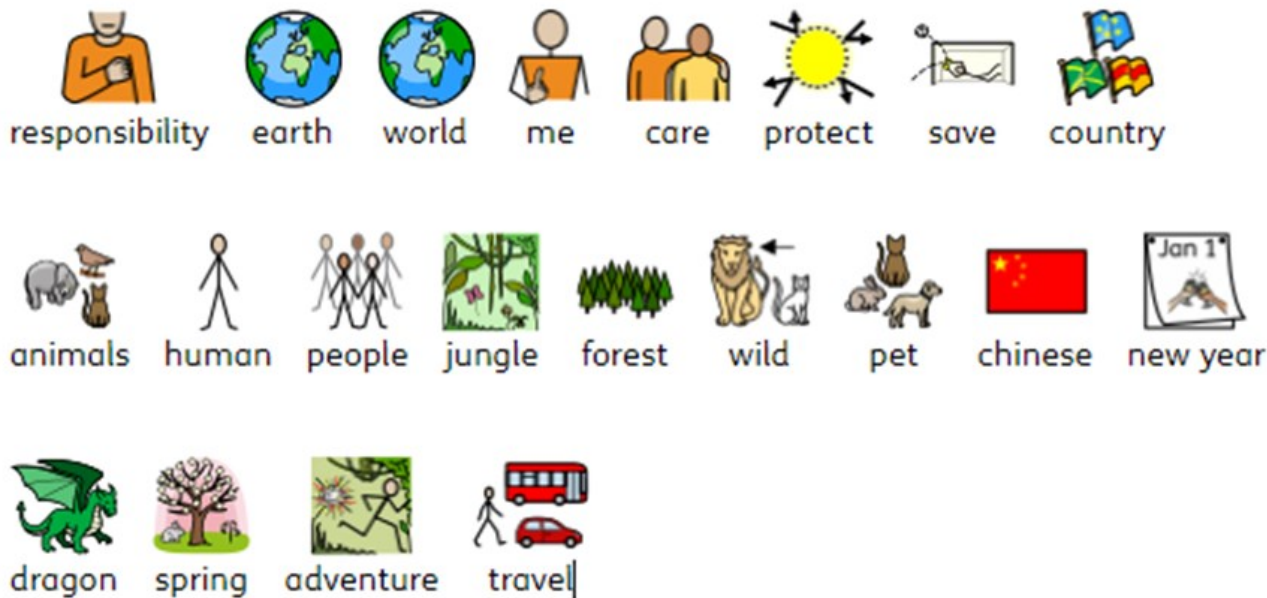 responsibility earth world me care protect save country
Jan 1
animals human people jungle forest wild pet chinese new year
dragon spring adventure travel